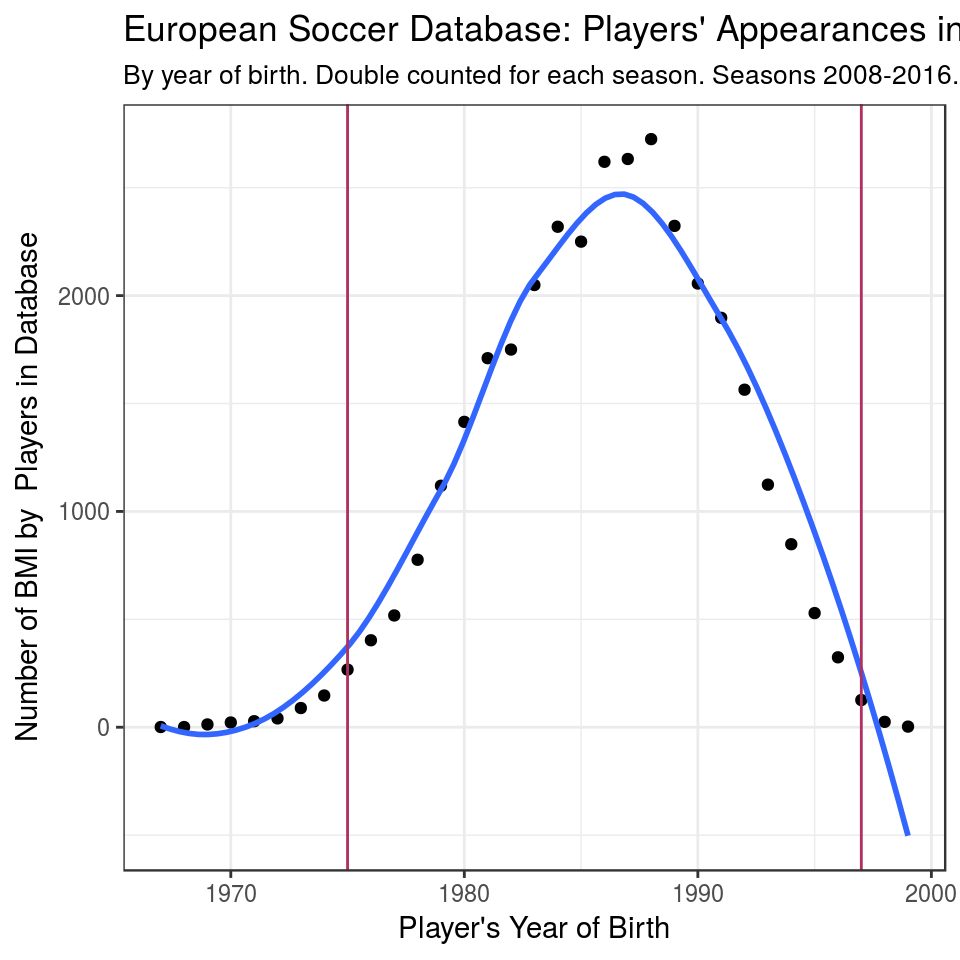 European Soccer Database: Players' Appearances in
By year of birth. Double counted for each season. Seasons 2008-2016.
Number of BMI by  Players in Database
2000
1000
0
1970
1980
1990
2000
Player's Year of Birth